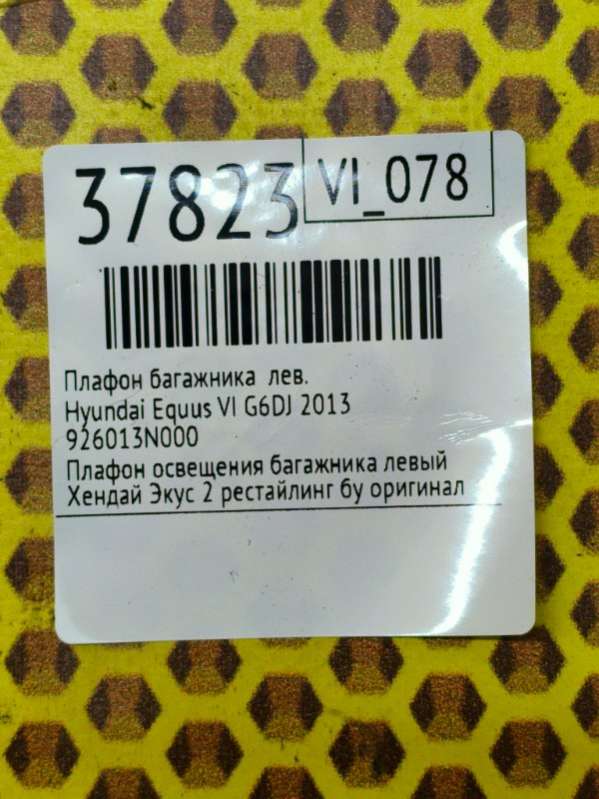 37823
VI_078
Плафон багажника лев.
Hyundai Equus VI G6DJ 2013
926013N000
Плафон освещения багажника левый
Хендай Экус 2 рестайлинг бу оригинал